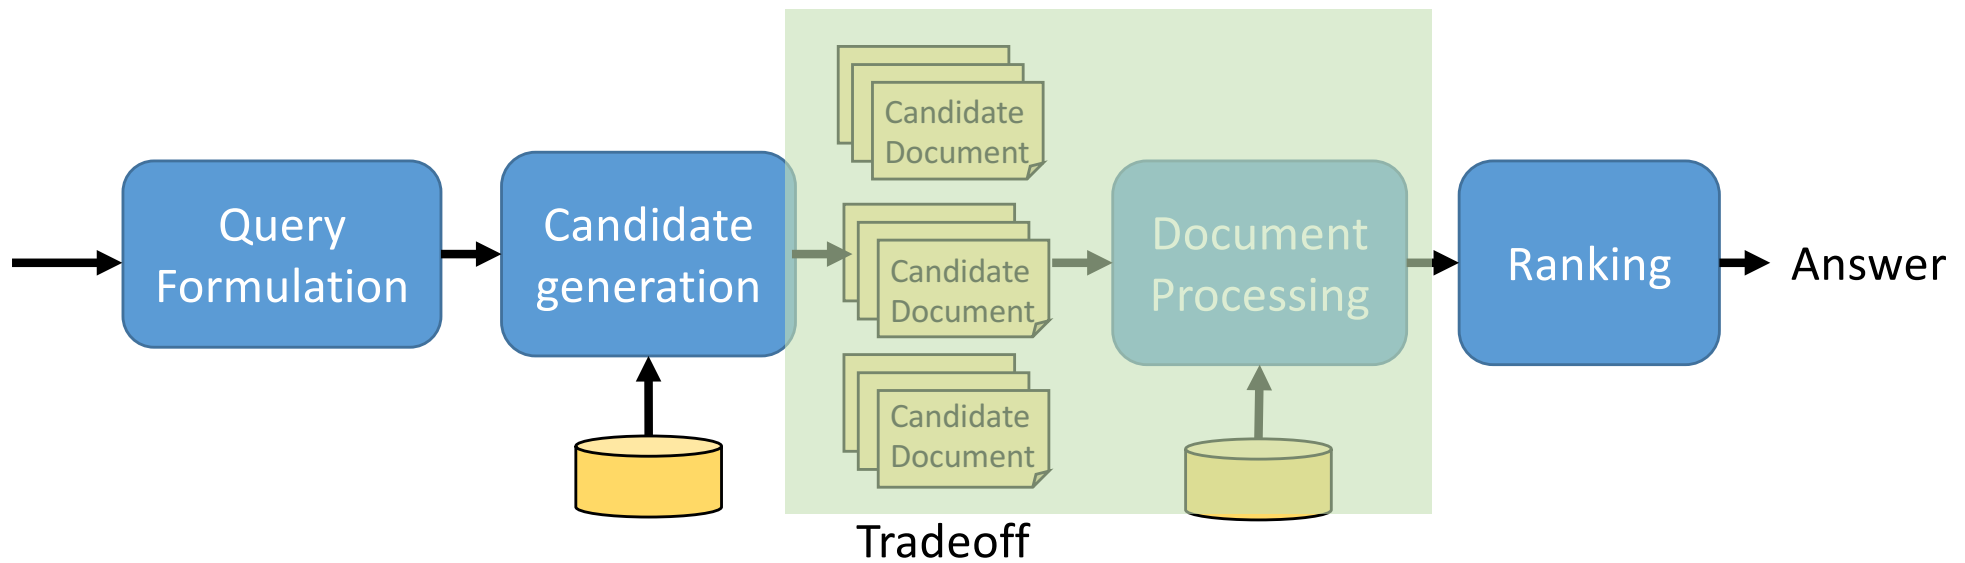 Query
Formulation
Candidate
generation
Candidate
Document
Candidate
Document
Candidate
Document
Document
Processing
Ranking
Answer
Tradeoff